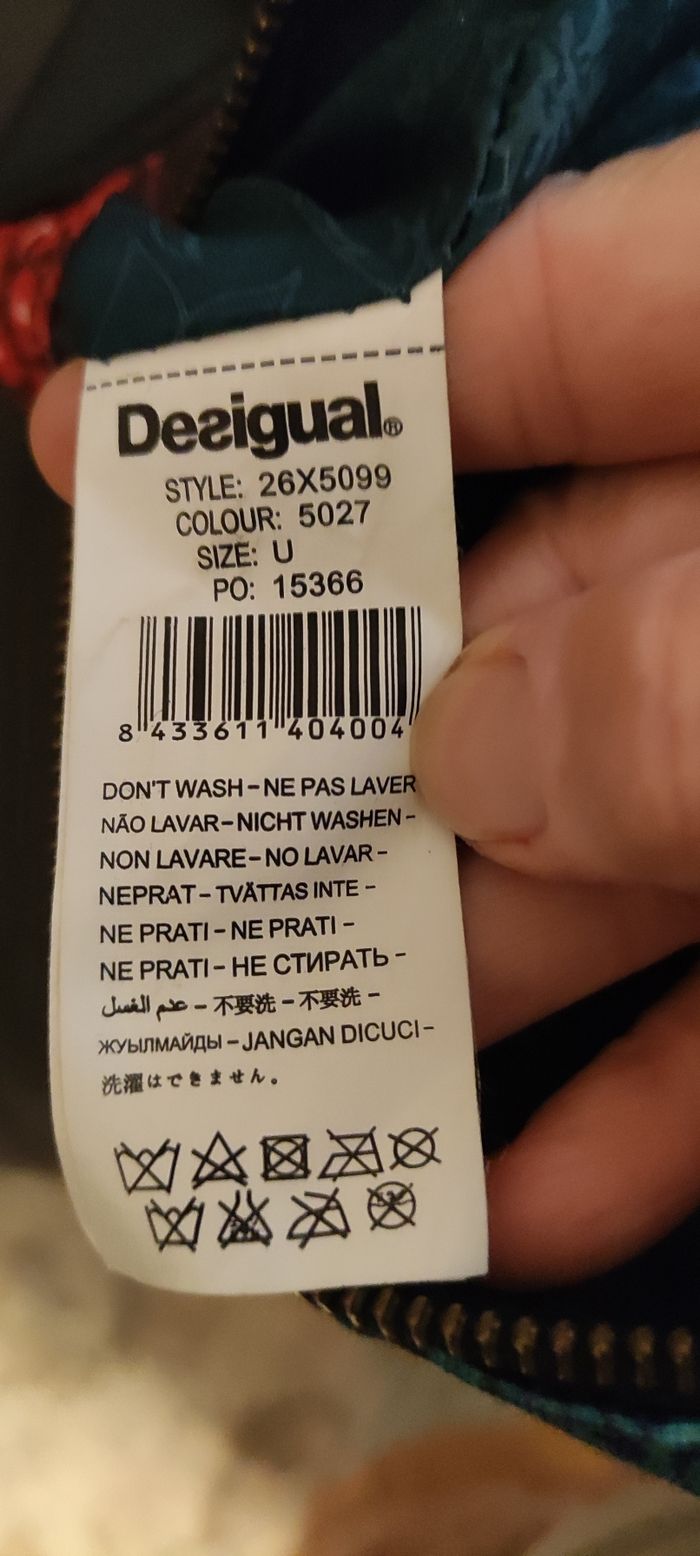 Desigual®
STYLE: 26X5099
COLOUR: 5027
SIZE: U
PO: 15366
8 433611 404004
DON'T WASH - NE PAS LAVER
NÃO LAVAR - NICHT WASHEN -
NON LAVARE - NO LAVAR -
NEPRAT - TVÄTTAS INTE -
NE PRATI - NE PRATI -
NE PRATI - НЕ СТИРАТЬ -
عدم الغسل - 不要洗 - 不要洗 -
ЖУЫЛМАЙДЫ - JANGAN DICUCI -
洗濯はできません。